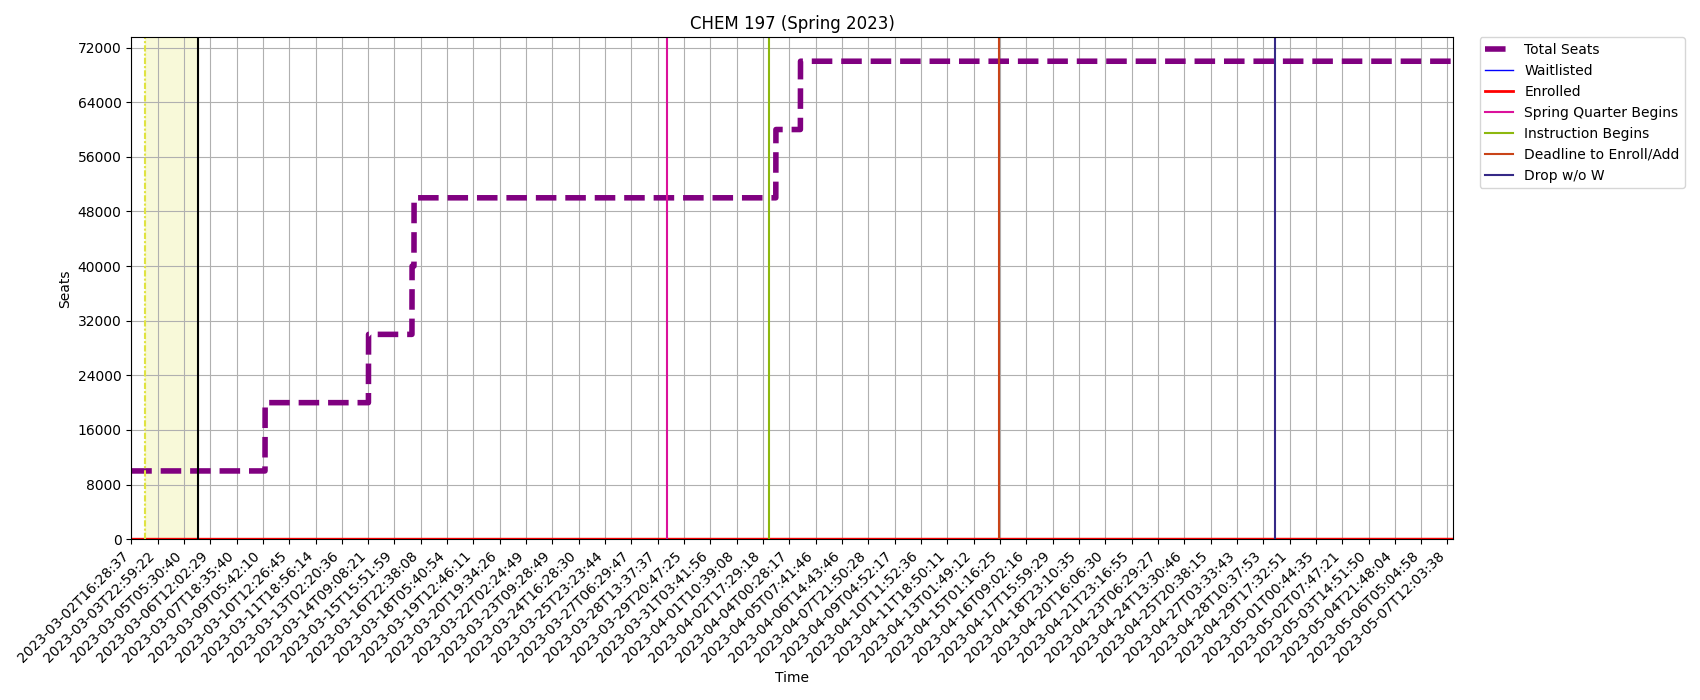 CHEM 197 (Spring 2023)
Total Seats
Waitlisted
Enrolled
Spring Quarter Begins
Instruction Begins
Deadline to Enroll/Add
Drop w/o W
Seats
72000
64000
56000
48000
40000
32000
24000
16000
8000
0
2023-03-02T16:28:37
2023-03-03T22:59:22
2023-03-05T05:30:40
2023-03-06T12:02:29
2023-03-07T18:35:40
2023-03-09T05:42:10
2023-03-10T12:26:45
2023-03-11T18:56:14
2023-03-13T02:20:36
2023-03-14T09:08:21
2023-03-15T15:51:59
2023-03-16T22:38:08
2023-03-18T05:40:54
2023-03-19T12:46:11
2023-03-20T19:34:26
2023-03-22T02:24:49
2023-03-23T09:28:49
2023-03-24T16:28:30
2023-03-25T23:23:44
2023-03-27T06:29:47
2023-03-28T13:37:37
2023-03-29T20:47:25
2023-03-31T03:41:56
2023-04-01T10:39:08
2023-04-02T17:29:18
2023-04-04T00:28:17
2023-04-05T07:41:46
2023-04-06T14:43:46
2023-04-07T21:50:28
2023-04-09T04:52:17
2023-04-10T11:52:36
2023-04-11T18:50:11
2023-04-13T01:49:12
2023-04-15T01:16:25
2023-04-16T09:02:16
2023-04-17T15:59:29
2023-04-18T23:10:35
2023-04-20T16:06:30
2023-04-21T23:16:55
2023-04-23T06:29:27
2023-04-24T13:30:46
2023-04-25T20:38:15
2023-04-27T03:33:43
2023-04-28T10:37:53
2023-04-29T17:32:51
2023-05-01T00:44:35
2023-05-02T07:47:21
2023-05-03T14:51:50
2023-05-04T21:48:04
2023-05-06T05:04:58
2023-05-07T12:03:38
Time